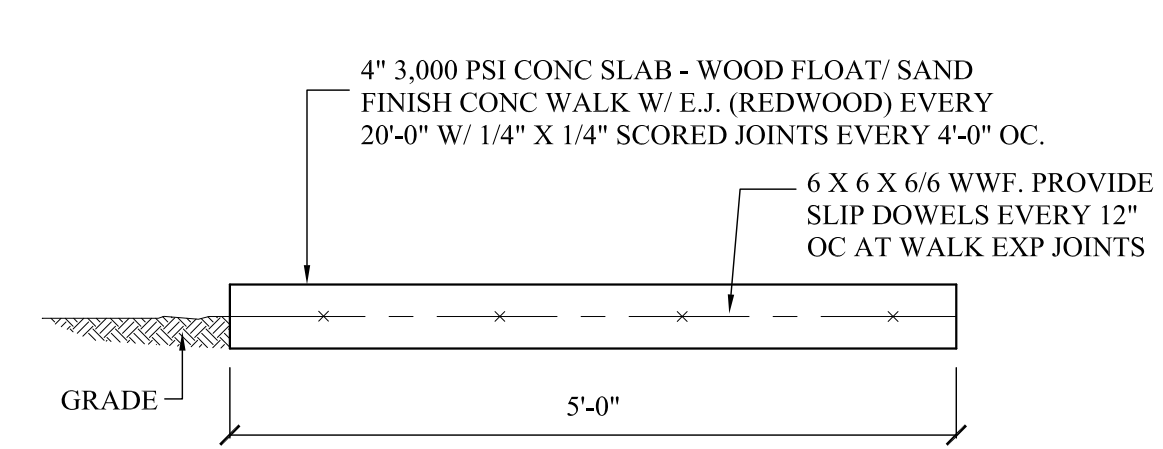 4" 3,000 PSI CONC SLAB - WOOD FLOAT/ SAND
FINISH CONC WALK W/ E.J. (REDWOOD) EVERY
20'-0" W/ 1/4" X 1/4" SCORED JOINTS EVERY 4'-0" OC.
6 X 6 X 6/6 WWF. PROVIDE
SLIP DOWELS EVERY 12"
OC AT WALK EXP JOINTS
GRADE
5'-0"